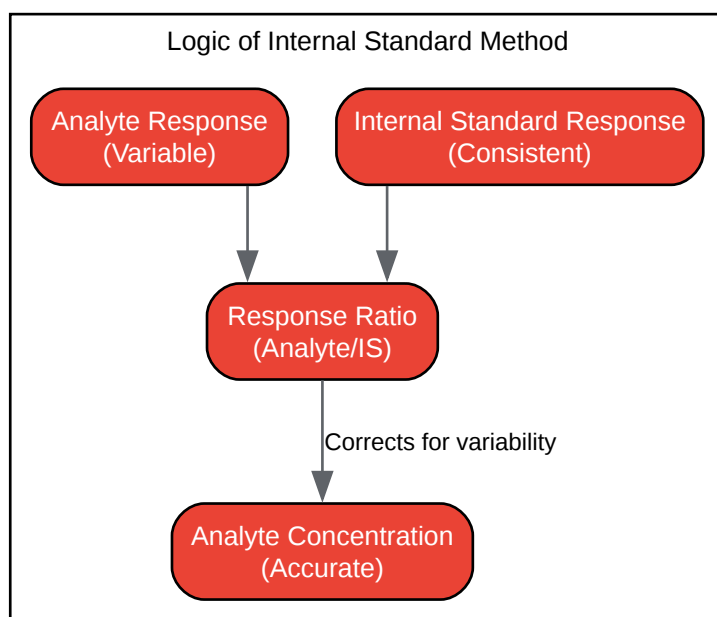 Logic of Internal Standard Method
Analyte Response
(Variable)
Internal Standard Response
(Consistent)
Response Ratio
(Analyte/IS)
Corrects for variability
Analyte Concentration
(Accurate)